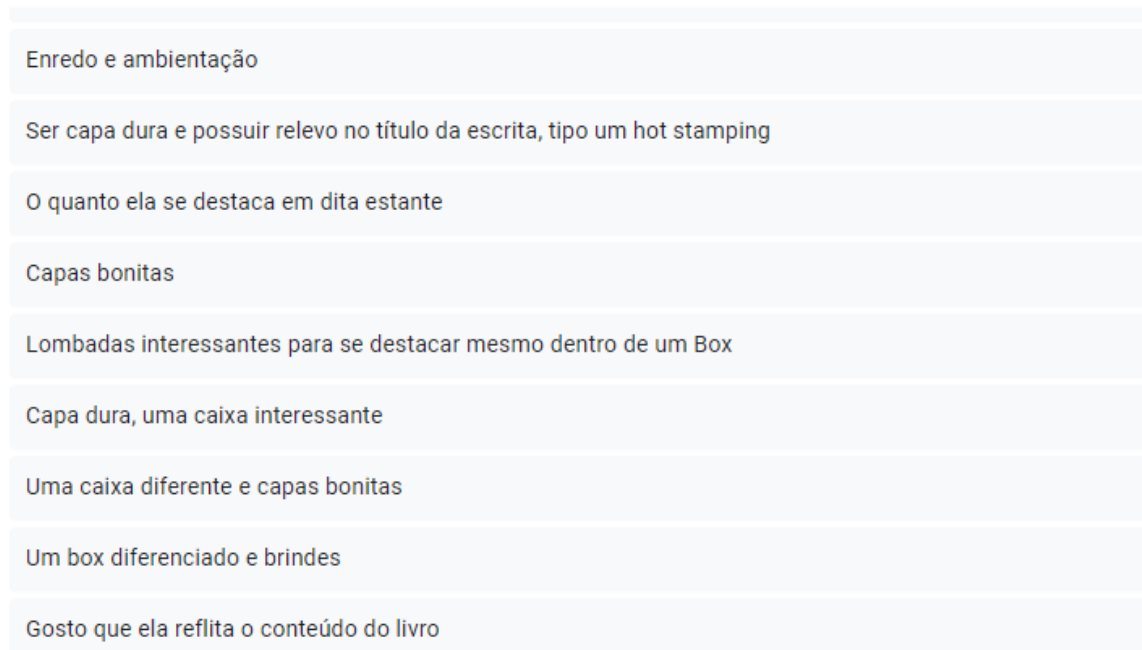 Enredo e ambientação
Ser capa dura e possuir relevo no título da escrita, tipo um hot stamping
O quanto ela se destaca em dita estante
Capas bonitas
Lombadas interessantes para se destacar mesmo dentro de um Box
Capa dura, uma caixa interessante
Uma caixa diferente e capas bonitas
Um box diferenciado e brindes
Gosto que ela reflita o conteúdo do livro